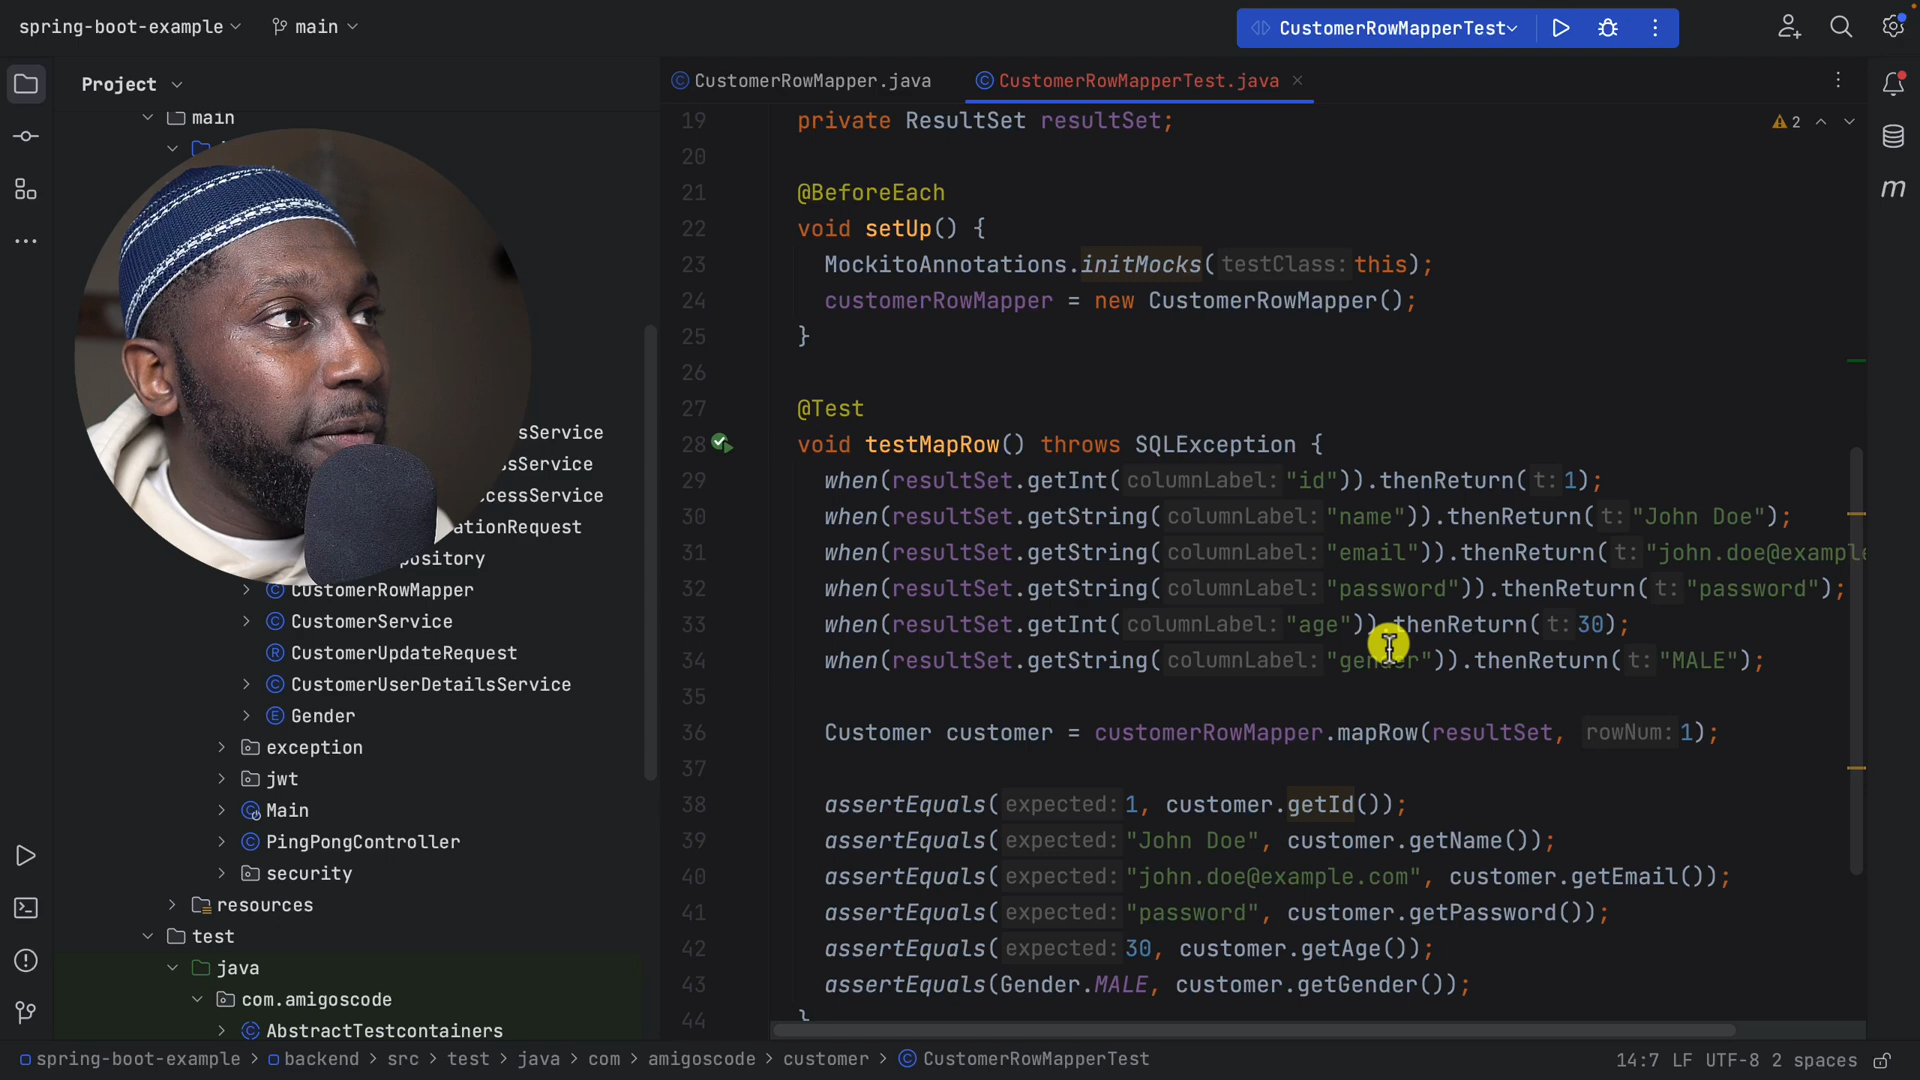 spring-boot-example
main
CustomerRowMapperTest
Project
CustomerRowMapper.java
CustomerRowMapperTest.java
main
sService
sService
cessService
ationRequest
pository
CustomerRowMapper
CustomerService
CustomerUpdateRequest
CustomerUserDetailsService
Gender
exception
jwt
Main
PingPongController
security
resources
test
java
com.amigoscode
AbstractTestcontainers
2
19 private ResultSet resultSet;
20
21 @BeforeEach
22 void setUp() {
23 MockitoAnnotations.initMocks( testClass: this);
24 customerRowMapper = new CustomerRowMapper();
25 }
26
27 @Test
28 void testMapRow() throws SQLException {
29 when(resultSet.getInt( columnLabel: "id")).thenReturn( t: 1);
30 when(resultSet.getString( columnLabel: "name")).thenReturn( t: "John Doe");
31 when(resultSet.getString( columnLabel: "email")).thenReturn( t: "john.doe@example
32 when(resultSet.getString( columnLabel: "password")).thenReturn( t: "password");
33 when(resultSet.getInt( columnLabel: "age")).thenReturn( t: 30);
34 when(resultSet.getString( columnLabel: "gender")).thenReturn( t: "MALE");
35
36 Customer customer = customerRowMapper.mapRow(resultSet, rowNum: 1);
37
38 assertEquals( expected: 1, customer.getId());
39 assertEquals( expected: "John Doe", customer.getName());
40 assertEquals( expected: "john.doe@example.com", customer.getEmail());
41 assertEquals( expected: "password", customer.getPassword());
42 assertEquals( expected: 30, customer.getAge());
43 assertEquals(Gender.MALE, customer.getGender());
44 }
m
spring-boot-example > backend > src > test > java > com > amigoscode > customer > CustomerRowMapperTest
14:7 LF UTF-8 2 spaces